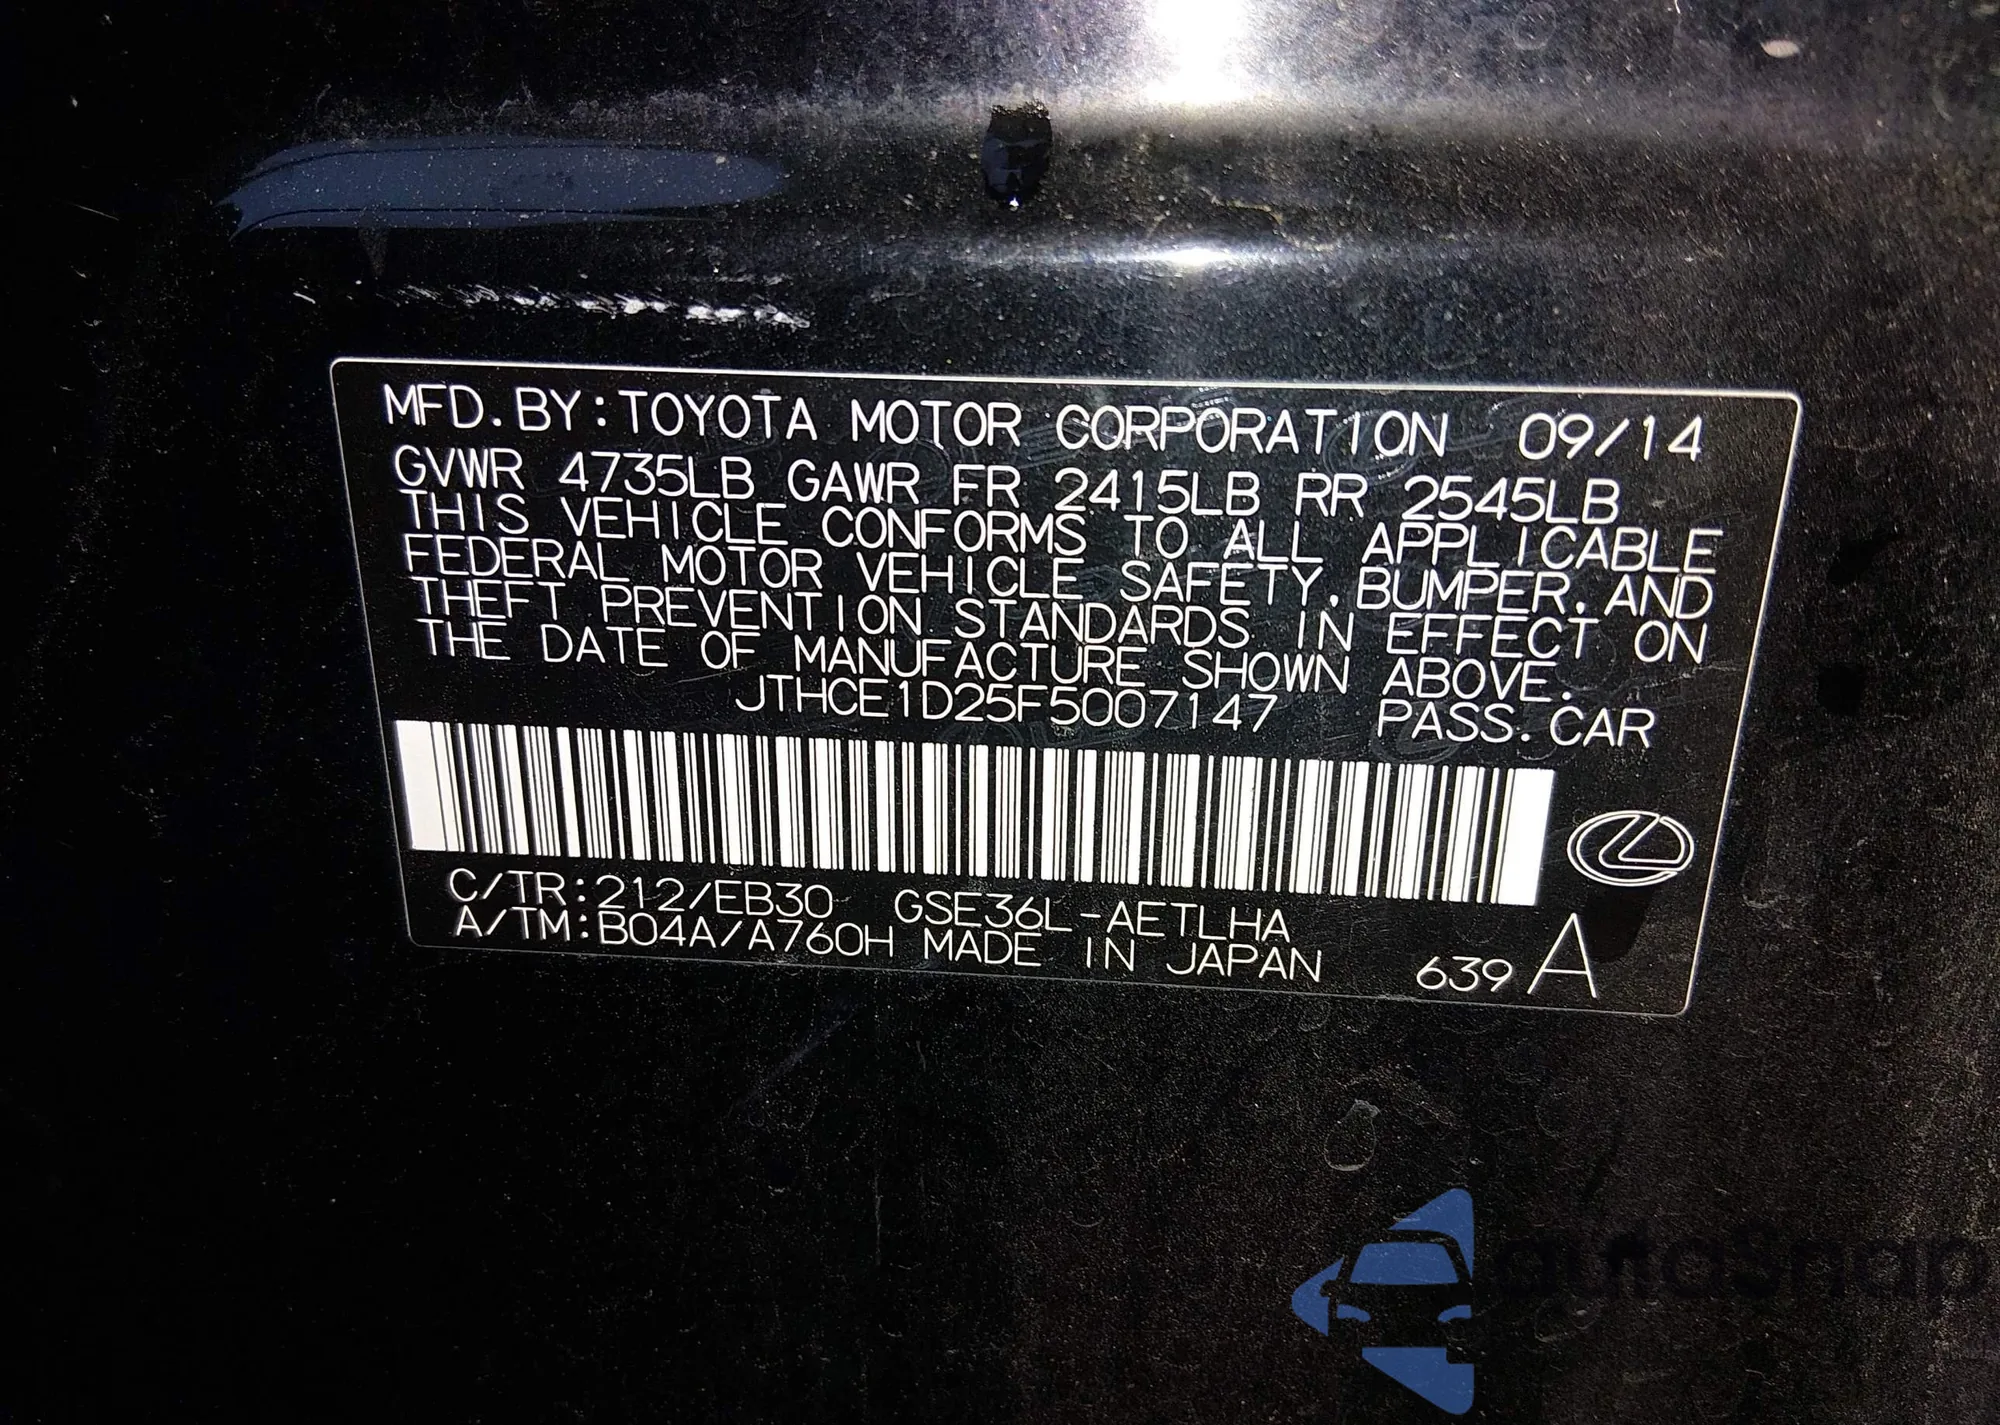 MFD.BY:TOYOTA MOTOR CORPORATION 09/14
GVWR 4735LB GAWR FR 2415LB RR 2545LB
THIS VEHICLE CONFORMS TO ALL APPLICABLE
FEDERAL MOTOR VEHICLE SAFETY,BUMPER,AND
THEFT PREVENTION STANDARDS IN EFFECT ON
THE DATE OF MANUFACTURE SHOWN ABOVE.
JTHCE1D25F5007147 PASS.CAR
C/TR:212/EB30 GSE36L-AETLHA
A/TM:B04A/A760H MADE IN JAPAN 639 A
autosnap